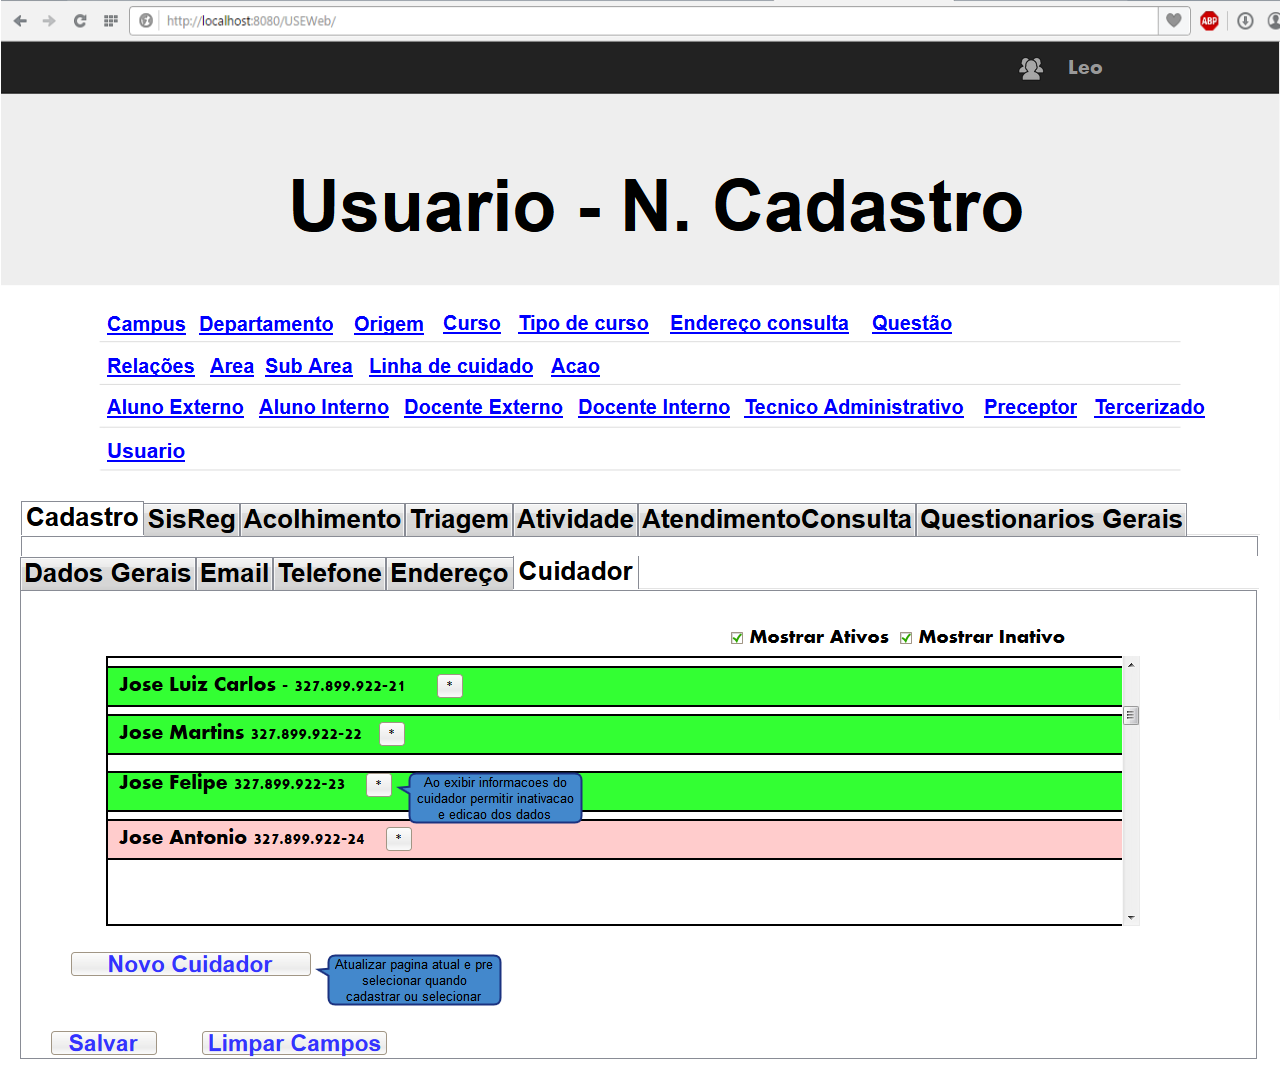 http://localhost:8080/USEWeb/
ABP
Leo
Usuario - N. Cadastro
Campus Departamento Origem Curso Tipo de curso Endereço consulta Questão
Relações Area Sub Area Linha de cuidado Acao
Aluno Externo Aluno Interno Docente Externo Docente Interno Tecnico Administrativo Preceptor Tercerizado
Usuario
Cadastro SisReg Acolhimento Triagem Atividade AtendimentoConsulta Questionarios Gerais
Dados Gerais Email Telefone Endereço Cuidador
Mostrar Ativos Mostrar Inativo
Jose Luiz Carlos - 327.899.922-21 *
Jose Martins 327.899.922-22 *
Jose Felipe 327.899.922-23 *
Ao exibir informacoes do
cuidador permitir inativacao
e edicao dos dados
Jose Antonio 327.899.922-24 *
Novo Cuidador
Atualizar pagina atual e pre
selecionar quando
cadastrar ou selecionar
Salvar Limpar Campos